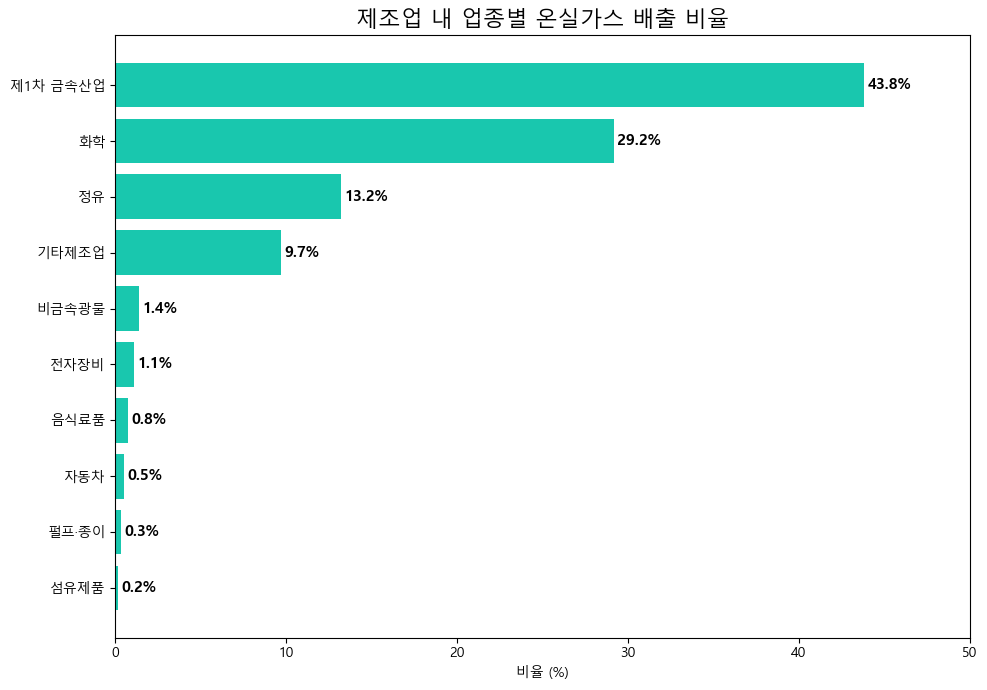 제조업 내 업종별 온실가스 배출 비율
제1차 금속산업 43.8%
화학 29.2%
정유 13.2%
기타제조업 9.7%
비금속광물 1.4%
전자장비 1.1%
음식료품 0.8%
자동차 0.5%
펄프·종이 0.3%
섬유제품 0.2%
0 10 20 30 40 50
비율 (%)